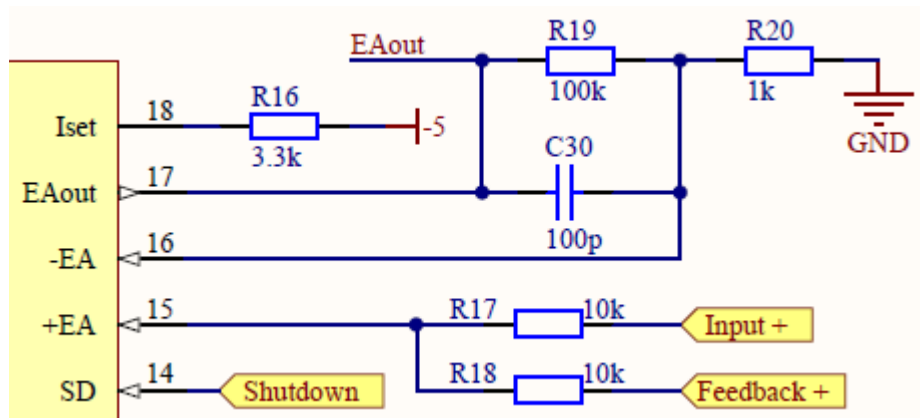 EAout
R19
100k
R20
1k
GND
Iset
18
R16
3.3k
-5
C30
100p
EAout
17
-EA
16
+EA
15
R17
10k
Input +
R18
10k
Feedback +
SD
14
Shutdown